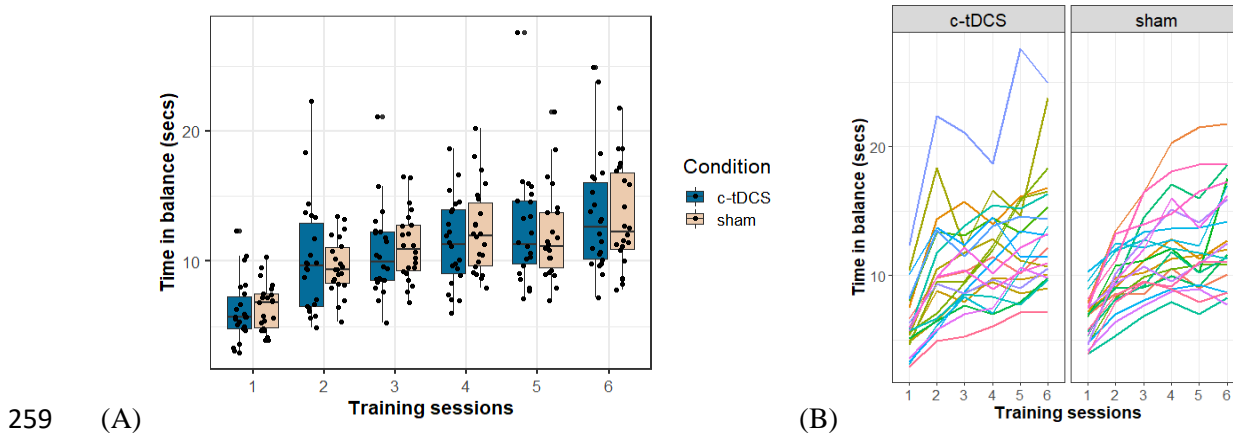 Time in balance (secs)
20
10
1 2 3 4 5 6
Training sessions
Condition
c-tDCS
sham
c-tDCS sham
Time in balance (secs)
20
10
1 2 3 4 5 6 1 2 3 4 5 6
Training sessions
259 (A) (B)